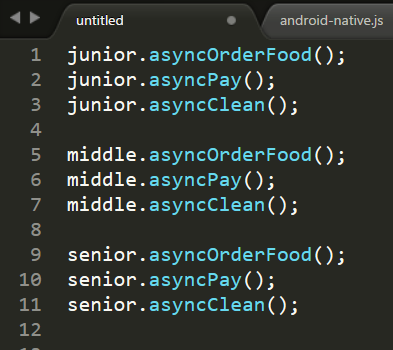 untitled
android-native.js
1 junior.asyncOrderFood();
2 junior.asyncPay();
3 junior.asyncClean();
4
5 middle.asyncOrderFood();
6 middle.asyncPay();
7 middle.asyncClean();
8
9 senior.asyncOrderFood();
10 senior.asyncPay();
11 senior.asyncClean();
12